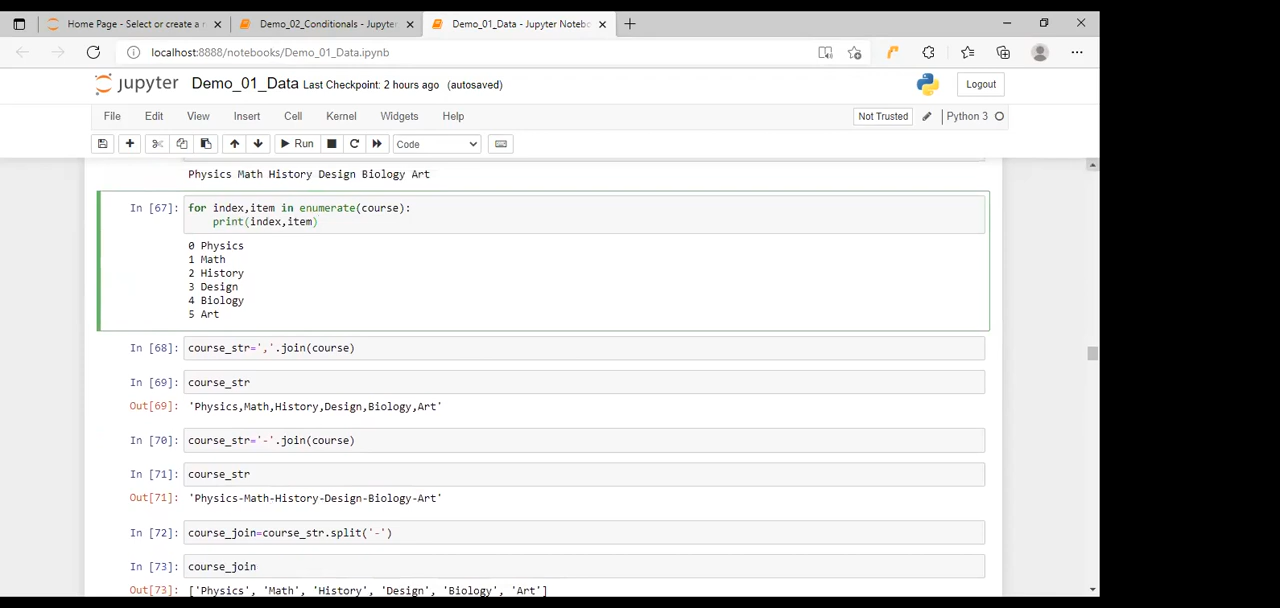 Home Page - Select or create a n
Demo_02_Conditionals - Jupyter
Demo_01_Data - Jupyter Notebo
localhost:8888/notebooks/Demo_01_Data.ipynb
jupyter Demo_01_Data Last Checkpoint: 2 hours ago (autosaved)
Logout
File Edit View Insert Cell Kernel Widgets Help
Not Trusted
Python 3
Run
Code
Physics Math History Design Biology Art
In [67]: for index,item in enumerate(course):
print(index,item)
0 Physics
1 Math
2 History
3 Design
4 Biology
5 Art
In [68]: course_str=','.join(course)
In [69]: course_str
Out[69]: 'Physics,Math,History,Design,Biology,Art'
In [70]: course_str='-'.join(course)
In [71]: course_str
Out[71]: 'Physics-Math-History-Design-Biology-Art'
In [72]: course_join=course_str.split('-')
In [73]: course_join
Out[73]: ['Physics', 'Math', 'History', 'Design', 'Biology', 'Art']